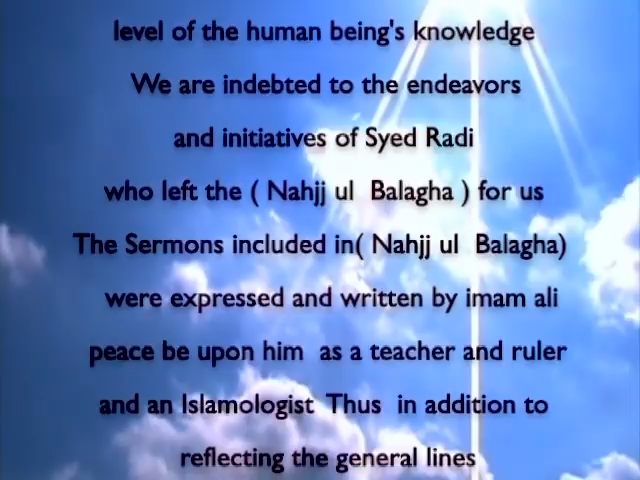 level of the human being's knowledge
We are indebted to the endeavors
and initiatives of Syed Radi
who left the ( Nahjj ul  Balagha ) for us
The Sermons included in( Nahjj ul  Balagha)
were expressed and written by imam ali
peace be upon him  as a teacher and ruler
and an Islamologist  Thus  in addition to
reflecting the general lines